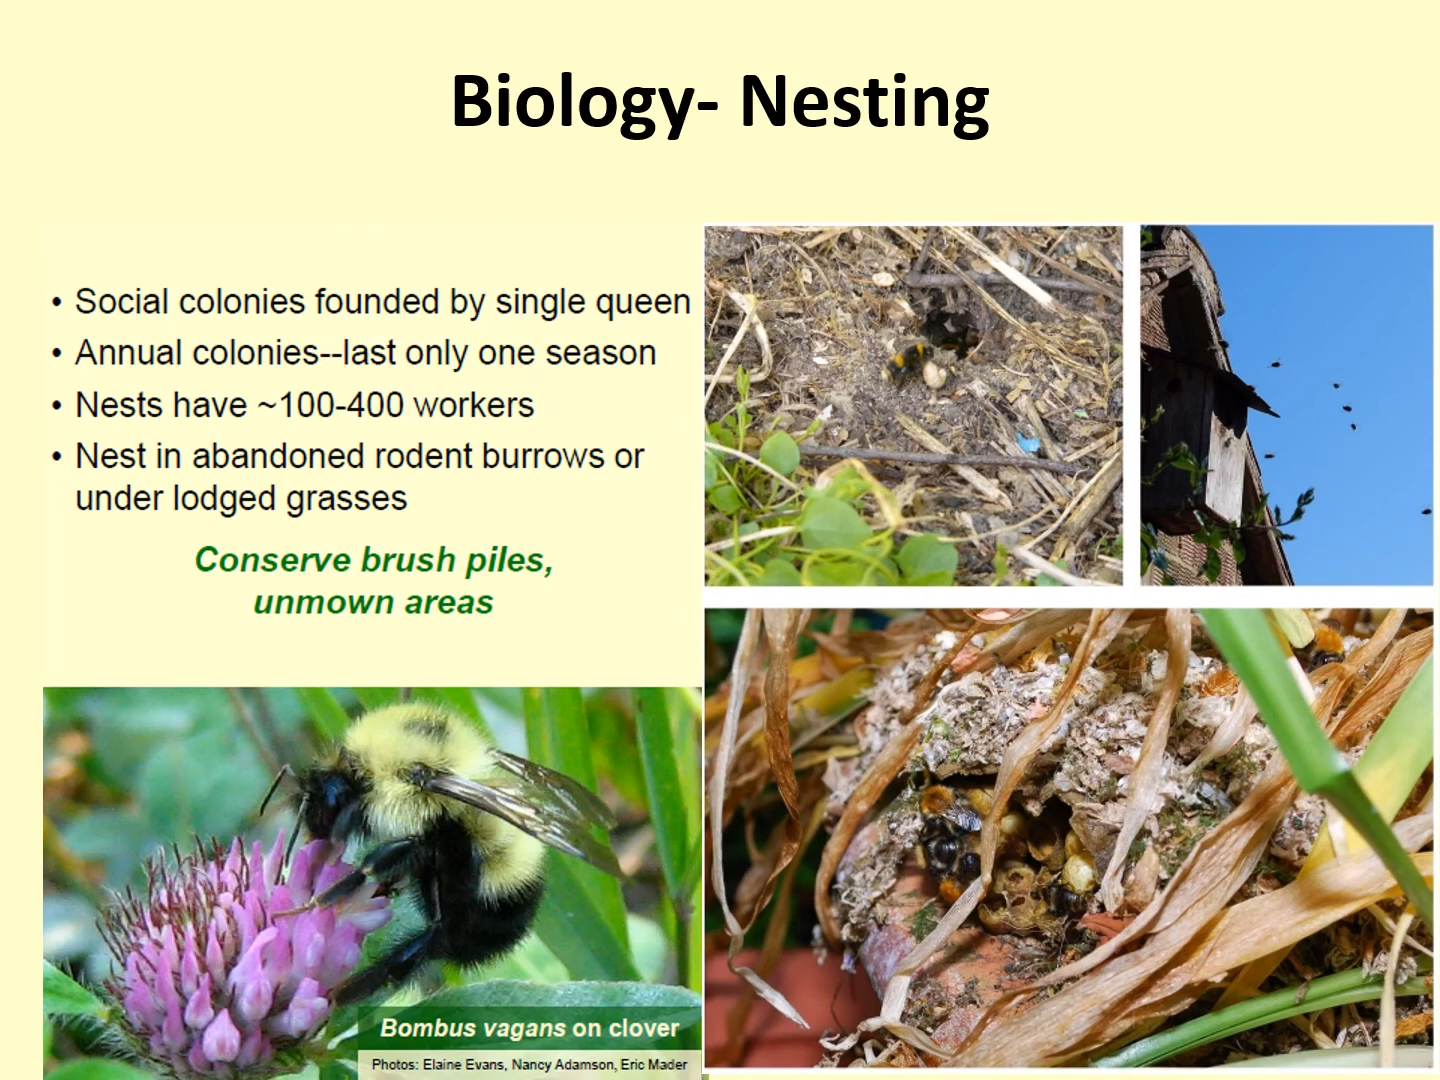 Biology- Nesting
• Social colonies founded by single queen
• Annual colonies--last only one season
• Nests have ~100-400 workers
• Nest in abandoned rodent burrows or
under lodged grasses
Conserve brush piles,
unmown areas
Bombus vagans on clover
Photos: Elaine Evans, Nancy Adamson, Eric Mader